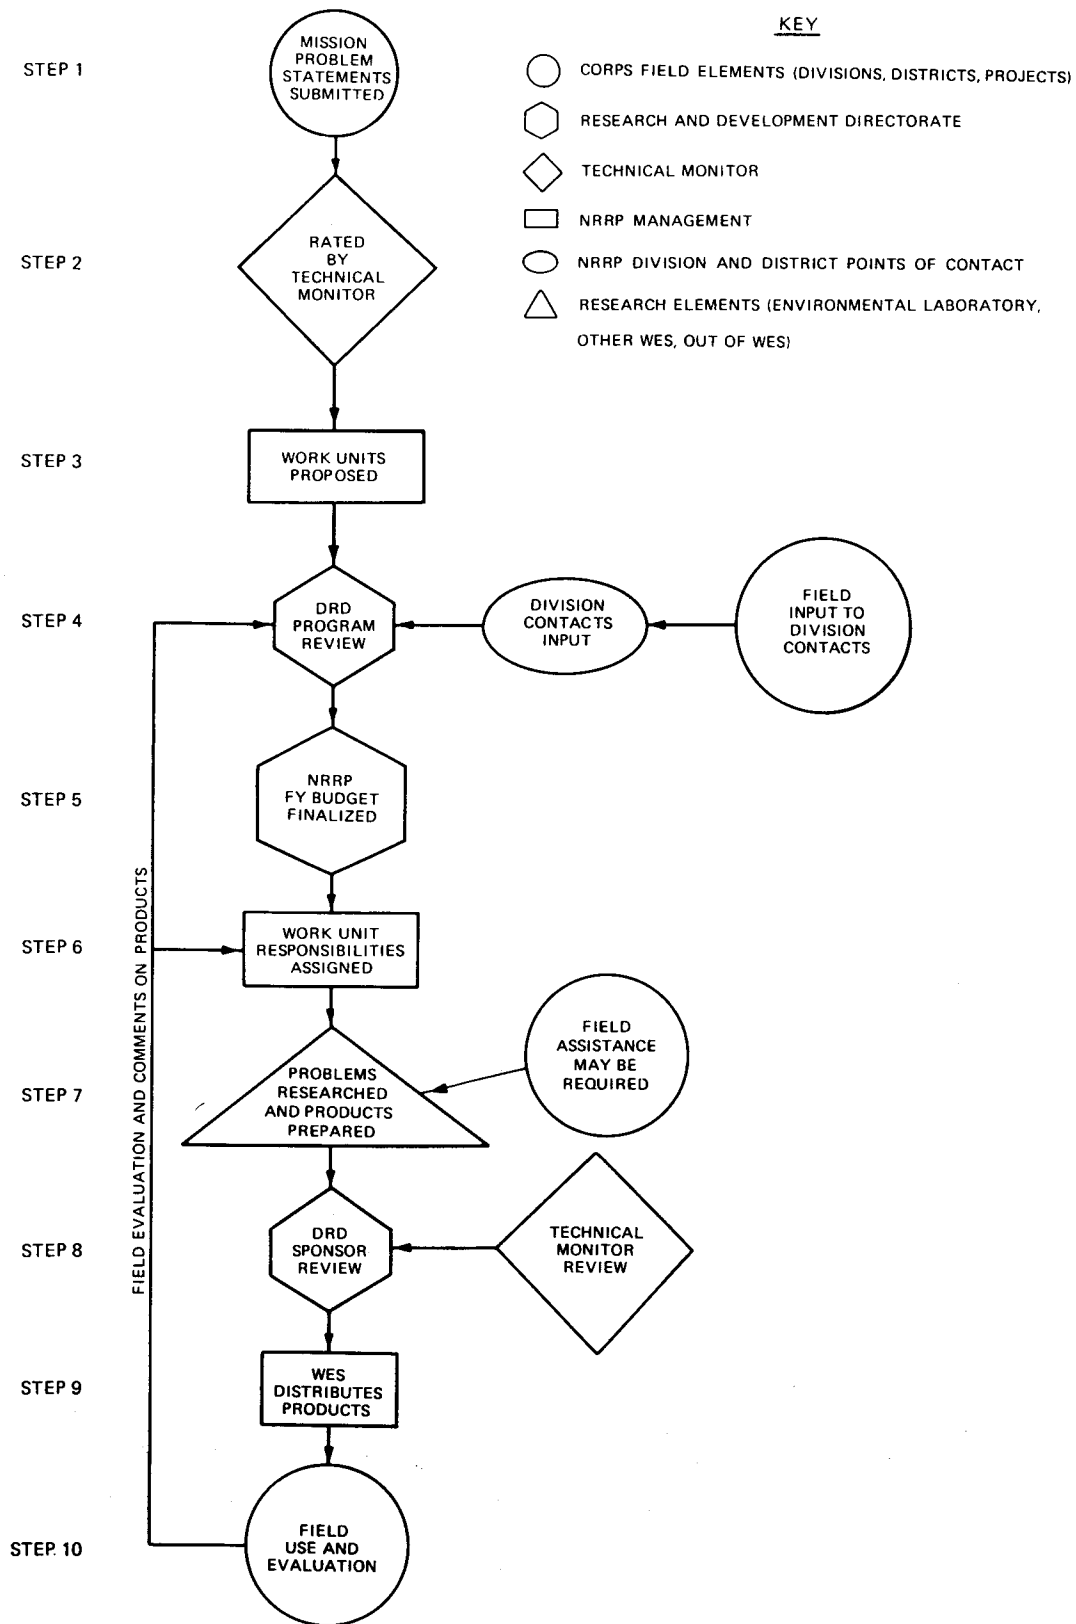 STEP 1
MISSION
PROBLEM
STATEMENTS
SUBMITTED
KEY
CORPS FIELD ELEMENTS (DIVISIONS, DISTRICTS, PROJECTS)
RESEARCH AND DEVELOPMENT DIRECTORATE
TECHNICAL MONITOR
NRRP MANAGEMENT
NRRP DIVISION AND DISTRICT POINTS OF CONTACT
RESEARCH ELEMENTS (ENVIRONMENTAL LABORATORY,
OTHER WES, OUT OF WES)
STEP 2
RATED
BY
TECHNICAL
MONITOR
STEP 3
WORK UNITS
PROPOSED
STEP 4
DRD
PROGRAM
REVIEW
DIVISION
CONTACTS
INPUT
FIELD
INPUT TO
DIVISION
CONTACTS
STEP 5
NRRP
FY BUDGET
FINALIZED
FIELD EVALUATION AND COMMENTS ON PRODUCTS
STEP 6
WORK UNIT
RESPONSIBILITIES
ASSIGNED
STEP 7
PROBLEMS
RESEARCHED
AND PRODUCTS
PREPARED
FIELD
ASSISTANCE
MAY BE
REQUIRED
STEP 8
DRD
SPONSOR
REVIEW
TECHNICAL
MONITOR
REVIEW
STEP 9
WES
DISTRIBUTES
PRODUCTS
STEP. 10
FIELD
USE AND
EVALUATION